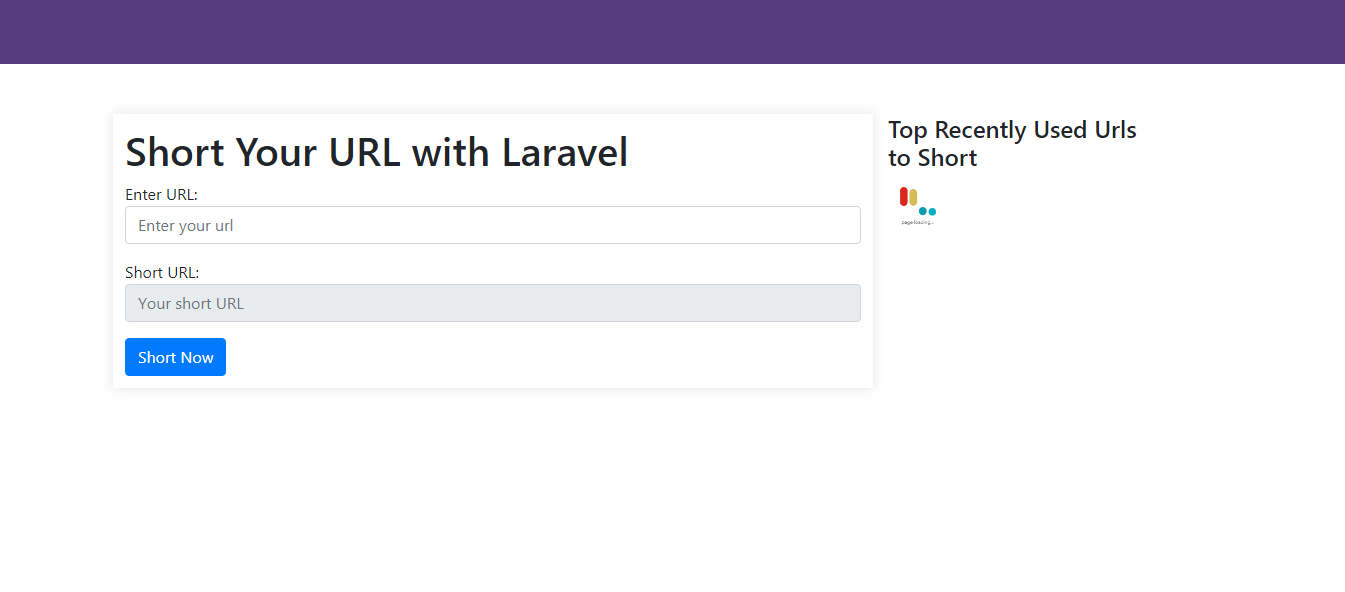 Short Your URL with Laravel
Enter URL:
Enter your url
Short URL:
Your short URL
Short Now
Top Recently Used Urls
to Short
page loading...